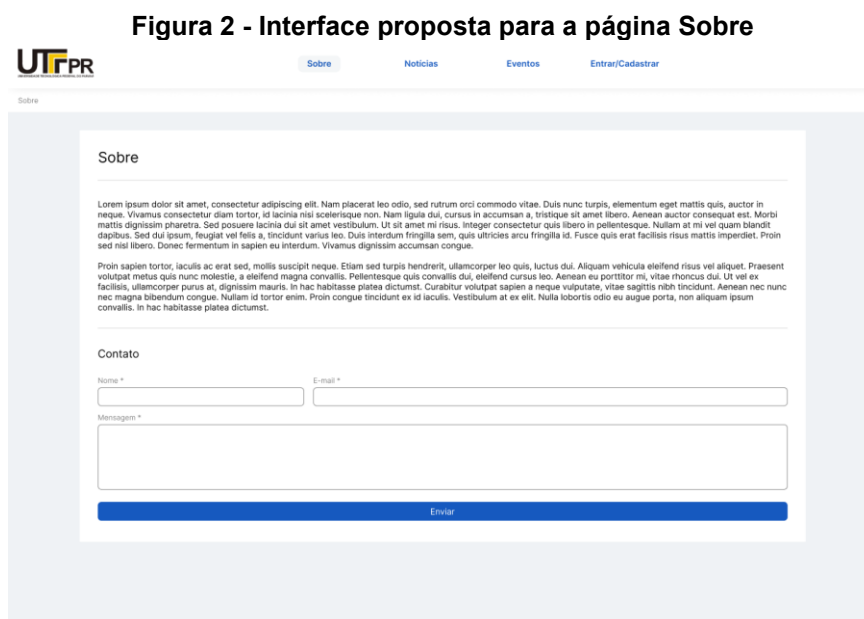 Figura 2 - Interface proposta para a página Sobre
UTFPR
UNIVERSIDADE TECNOLÓGICA FEDERAL DO PARANÁ
Sobre
Notícias
Eventos
Entrar/Cadastrar
Sobre
Sobre
Lorem ipsum dolor sit amet, consectetur adipiscing elit. Nam placerat leo odio, sed rutrum orci commodo vitae. Duis nunc turpis, elementum eget mattis quis, auctor in
neque. Vivamus consectetur diam tortor, id lacinia nisi scelerisque non. Nam ligula dui, cursus in accumsan a, tristique sit amet libero. Aenean auctor consequat est. Morbi
mattis dignissim pharetra. Sed posuere lacinia dui sit amet vestibulum. Ut sit amet mi risus. Integer consectetur quis libero in pellentesque. Nullam at mi vel quam blandit
dapibus. Sed dui ipsum, feugiat vel felis a, tincidunt varius leo. Duis interdum fringilla sem, quis ultricies arcu fringilla id. Fusce quis erat facilisis risus mattis imperdiet. Proin
sed nisl libero. Donec fermentum in sapien eu interdum. Vivamus dignissim accumsan congue.
Proin sapien tortor, iaculis ac erat sed, mollis suscipit neque. Etiam sed turpis hendrerit, ullamcorper leo quis, luctus dui. Aliquam vehicula eleifend risus vel aliquet. Praesent
volutpat metus quis nunc molestie, a eleifend magna convallis. Pellentesque quis convallis dui, eleifend cursus leo. Aenean eu porttitor mi, vitae rhoncus dui. Ut vel ex
facilisis, ullamcorper purus at, dignissim mauris. In hac habitasse platea dictumst. Curabitur volutpat sapien a neque vulputate, vitae sagittis nibh tincidunt. Aenean nec nunc
nec magna bibendum congue. Nullam id tortor enim. Proin congue tincidunt ex id iaculis. Vestibulum at ex elit. Nulla lobortis odio eu augue porta, non aliquam ipsum
convallis. In hac habitasse platea dictumst.
Contato
Nome *
E-mail *
Mensagem *
Enviar